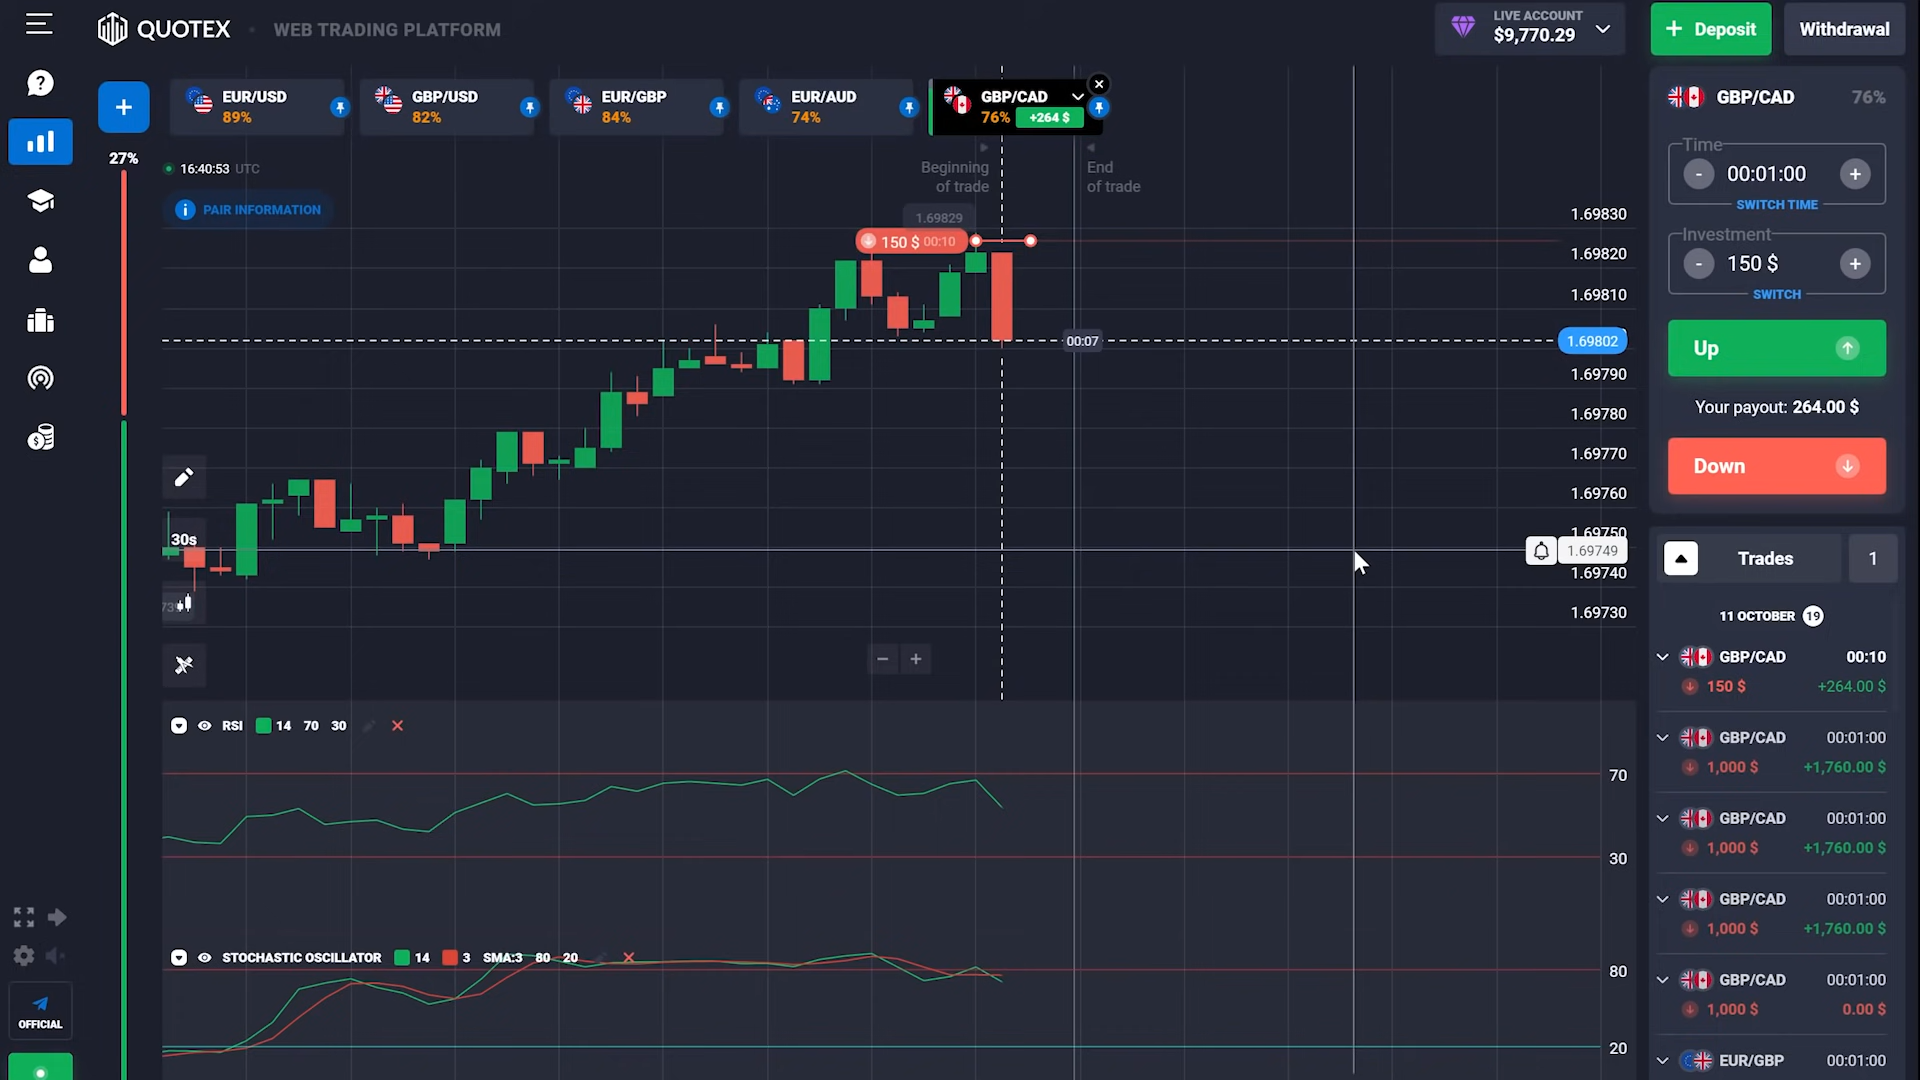 QUOTEX
WEB TRADING PLATFORM
LIVE ACCOUNT
$9,770.29
+ Deposit
Withdrawal
+
EUR/USD
89%
GBP/USD
82%
EUR/GBP
84%
EUR/AUD
74%
GBP/CAD
76% +264 $
27%
16:40:53 UTC
PAIR INFORMATION
Beginning
of trade
End
of trade
1.69829
150 $ 00:10
00:07
30s
1.69830
1.69820
1.69810
1.69802
1.69790
1.69780
1.69770
1.69760
1.69750
1.69749
1.69740
1.69730
RSI 14 70 30
70
30
STOCHASTIC OSCILLATOR 14 3 SMA:3 80 20
80
20
GBP/CAD 76%
Time
- 00:01:00 +
SWITCH TIME
Investment
- 150 $ +
SWITCH
Up
Your payout: 264.00 $
Down
Trades 1
11 OCTOBER 19
GBP/CAD 00:10
150 $ +264.00 $
GBP/CAD 00:01:00
1,000 $ +1,760.00 $
GBP/CAD 00:01:00
1,000 $ +1,760.00 $
GBP/CAD 00:01:00
1,000 $ +1,760.00 $
GBP/CAD 00:01:00
1,000 $ 0.00 $
EUR/GBP 00:01:00
OFFICIAL